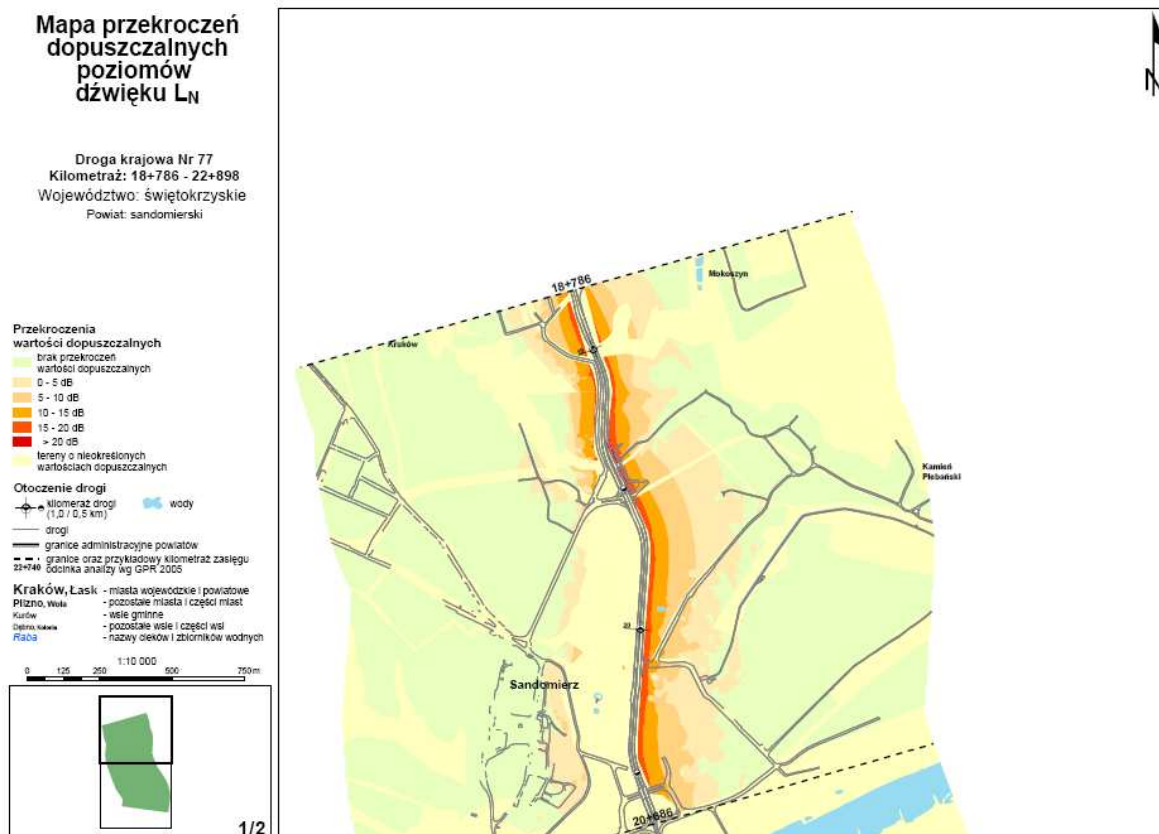 Mapa przekroczeń
dopuszczalnych
poziomów
dźwięku LN
Droga krajowa Nr 77
Kilometraż: 18+786 - 22+898
Województwo: świętokrzyskie
Powiat: sandomierski
Przekroczenia
wartości dopuszczalnych
brak przekroczeń
wartości dopuszczalnych
0 - 5 dB
5 - 10 dB
10 - 15 dB
15 - 20 dB
> 20 dB
tereny o nieokreślonych
wartościach dopuszczalnych
Otoczenie drogi
kilometraż drogi
(1,0 / 0,5 km)
wody
drogi
granice administracyjne powiatów
granice oraz przykładowy kilometraż zasięgu
22+740 odcinka analizy wg GPR 2005
Kraków, Łask - miasta wojewódzkie i powiatowe
Pilzno, Wola - pozostałe miasta i części miast
Kurów - wsie gminne
- pozostałe wsie i części wsi
Raba - nazwy cieków i zbiorników wodnych
1:10 000
0 125 250 500 750m
1/2
N
18+786
Mokoszyn
Kruków
Kamień
Plebański
20
Sandomierz
20+686